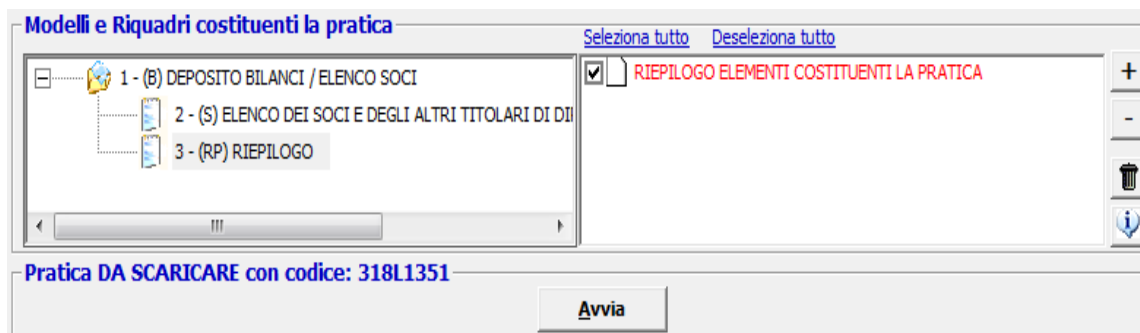 Modelli e Riquadri costituenti la pratica
Seleziona tutto Deseleziona tutto
1 - (B) DEPOSITO BILANCI / ELENCO SOCI
2 - (S) ELENCO DEI SOCI E DEGLI ALTRI TITOLARI DI
3 - (RP) RIEPILOGO
RIEPILOGO ELEMENTI COSTITUENTI LA PRATICA
+
-
Pratica DA SCARICARE con codice: 318L1351
Avvia